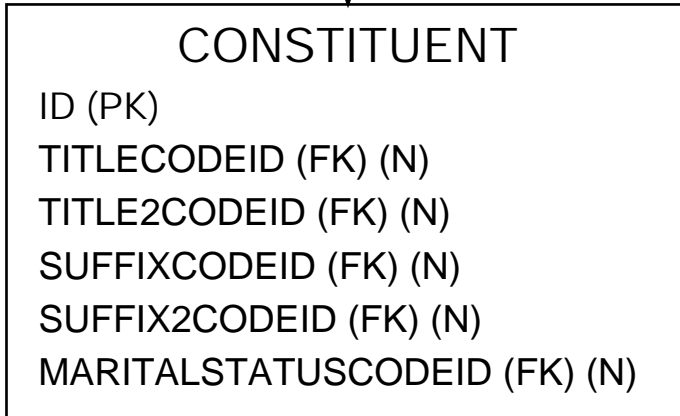 CONSTITUENT
ID (PK)
TITLECODEID (FK) (N)
TITLE2CODEID (FK) (N)
SUFFIXCODEID (FK) (N)
SUFFIX2CODEID (FK) (N)
MARITALSTATUSCODEID (FK) (N)